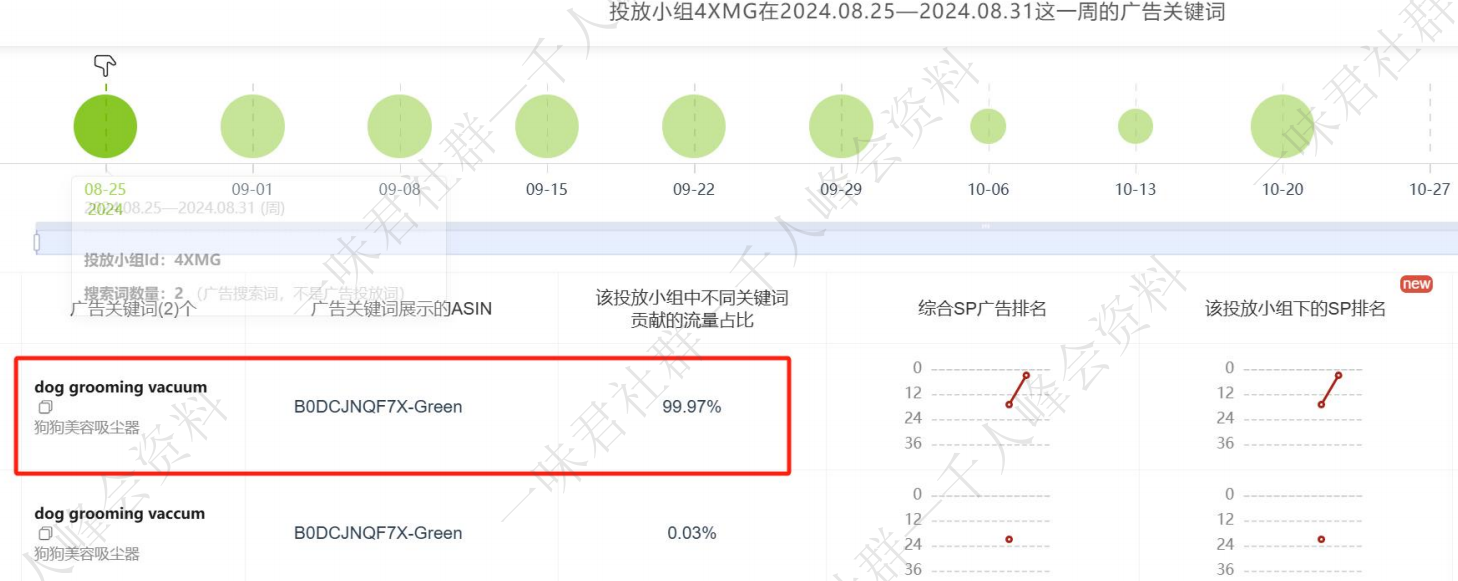 投放小组4XMG在2024.08.25—2024.08.31这一周的广告关键词
08-25
2024
09-01
09-08
09-15
09-22
09-29
10-06
10-13
10-20
10-27
2024.08.25—2024.08.31 (周)
投放小组Id：4XMG
搜索词数量：2 （广告搜索词，不是广告投放词）
广告关键词(2)个
广告关键词展示的ASIN
该投放小组中不同关键词
贡献的流量占比
综合SP广告排名
该投放小组下的SP排名
new
dog grooming vacuum
狗狗美容吸尘器
B0DCJNQF7X-Green
99.97%
0
12
24
36
0
12
24
36
dog grooming vaccum
狗狗美容吸尘器
B0DCJNQF7X-Green
0.03%
0
12
24
36
0
12
24
36
一味君社群—千人峰会资料